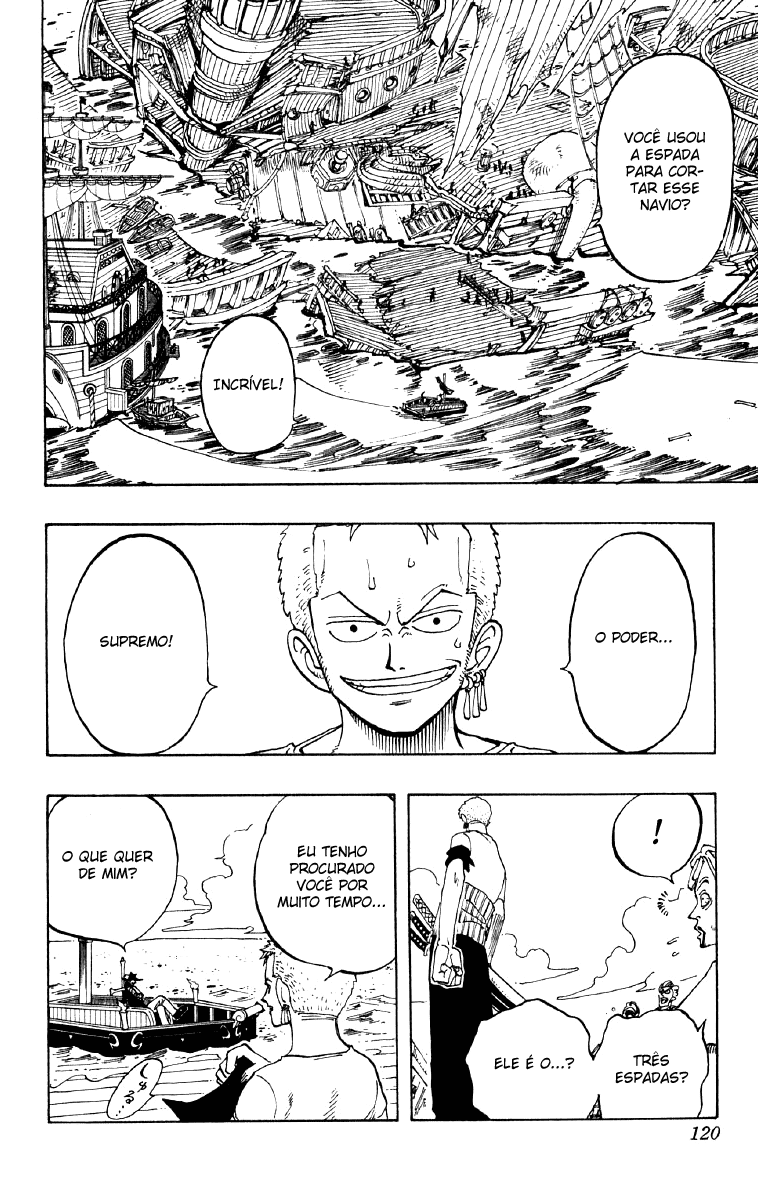 VOCÊ USOU
A ESPADA
PARA COR-
TAR ESSE
NAVIO?
INCRÍVEL!
O PODER...
SUPREMO!
!
TRÊS
ESPADAS?
ELE É O...?
EU TENHO
PROCURADO
VOCÊ POR
MUITO TEMPO...
O QUE QUER
DE MIM?
120